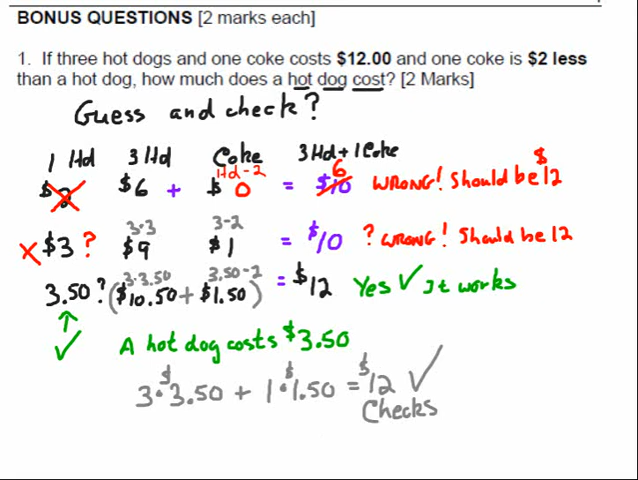 BONUS QUESTIONS [2 marks each]
1. If three hot dogs and one coke costs $12.00 and one coke is $2 less
than a hot dog, how much does a hot dog cost? [2 Marks]
Guess and check?
1 Hd 3 Hd Coke 3Hd+1Coke
Hd-2 6 $
$2 $6 + $ 0 = $10 WRONG! Should be 12
3·3 3-2
x $3? $9 $1 = $10 ? WRONG! Should be 12
3·3.50 3.50-2
3.50? ($10.50 + $1.50) = $12 Yes ✓ It works
↑
✓ A hot dog costs $3.50
3·$3.50 + 1·$1.50 = $12 ✓
Checks